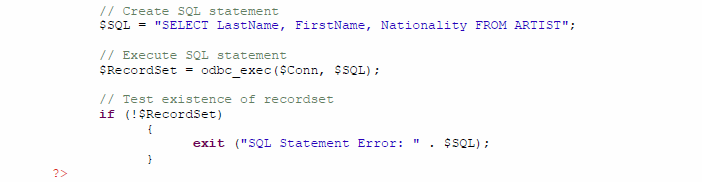 // Create SQL statement
$SQL = "SELECT LastName, FirstName, Nationality FROM ARTIST";
// Execute SQL statement
$RecordSet = odbc_exec($Conn, $SQL);
// Test existence of recordset
if (!$RecordSet)
{
exit ("SQL Statement Error: " . $SQL);
}
?>